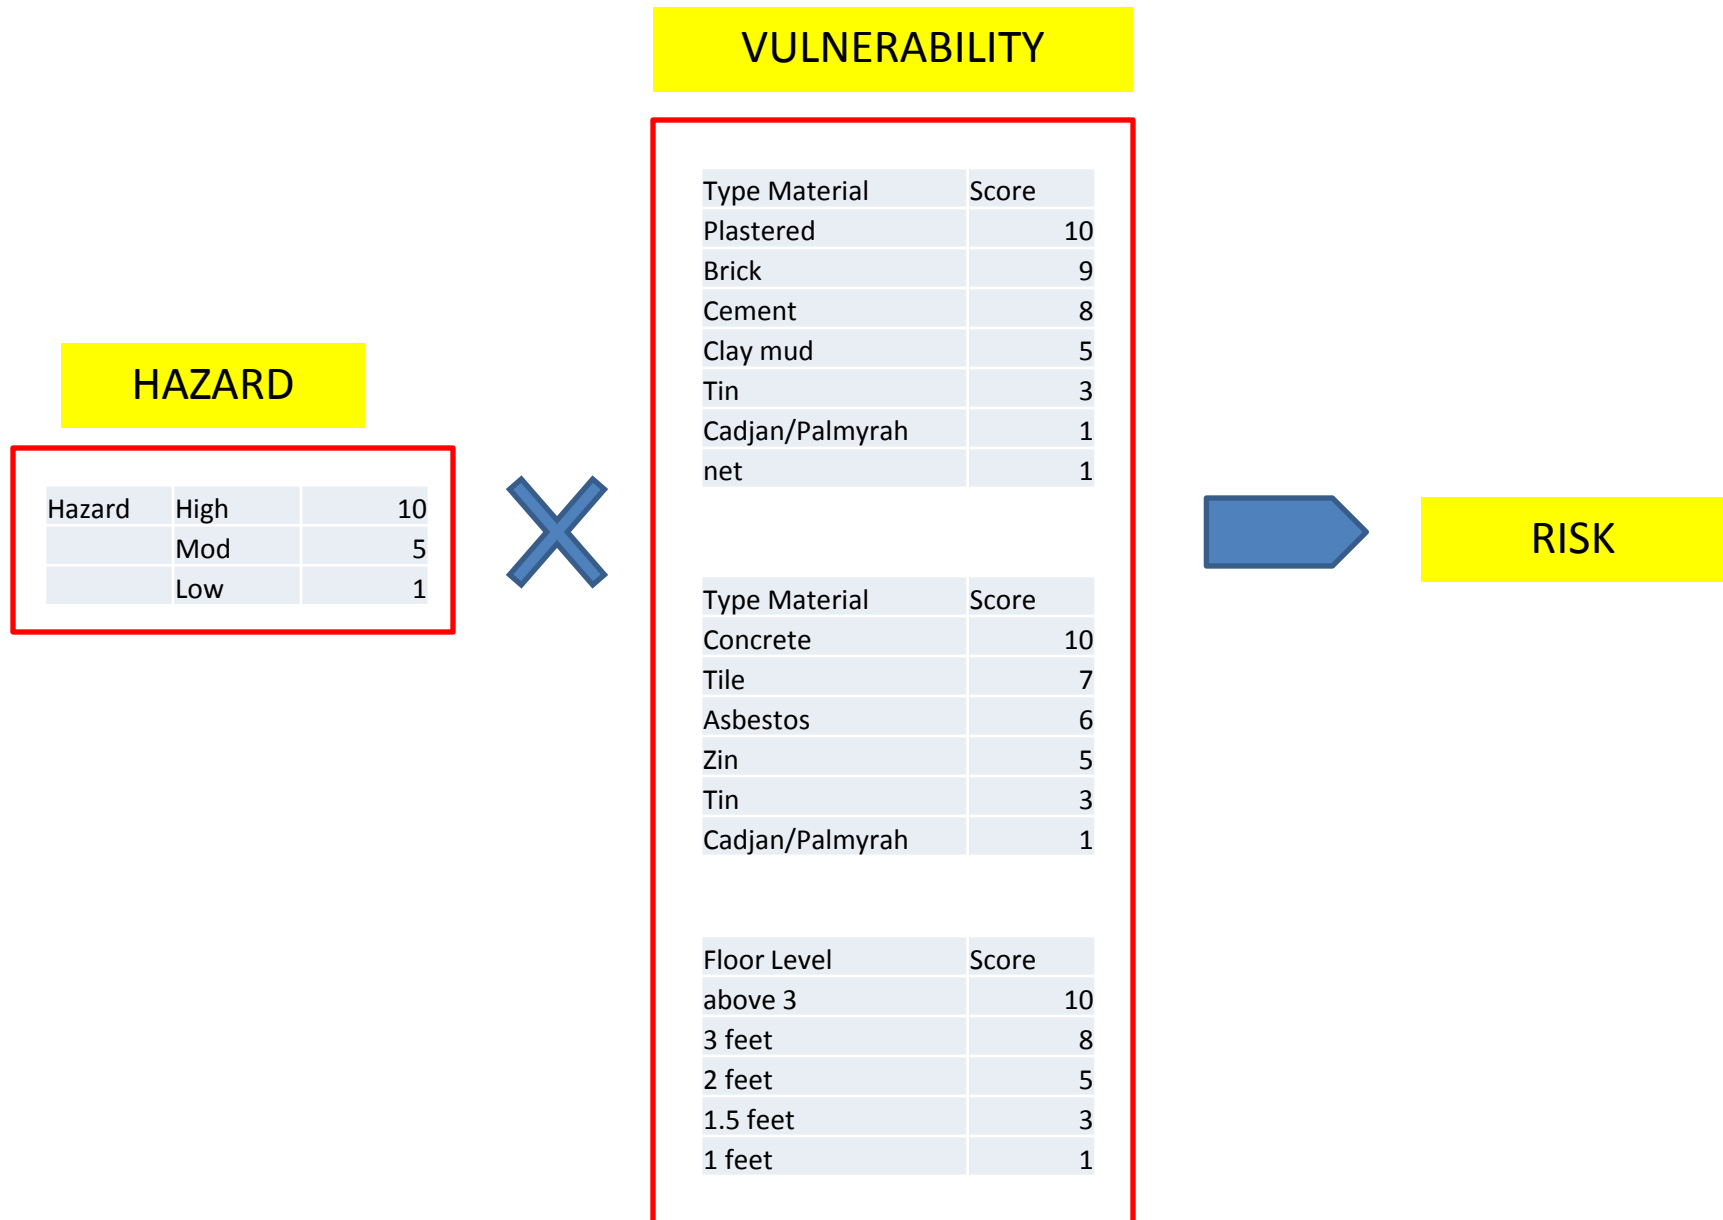 VULNERABILITY
Type Material Score
Plastered 10
Brick 9
Cement 8
Clay mud 5
Tin 3
Cadjan/Palmyrah 1
net 1
HAZARD
Hazard High 10
Mod 5
Low 1
RISK
Type Material Score
Concrete 10
Tile 7
Asbestos 6
Zin 5
Tin 3
Cadjan/Palmyrah 1
Floor Level Score
above 3 10
3 feet 8
2 feet 5
1.5 feet 3
1 feet 1